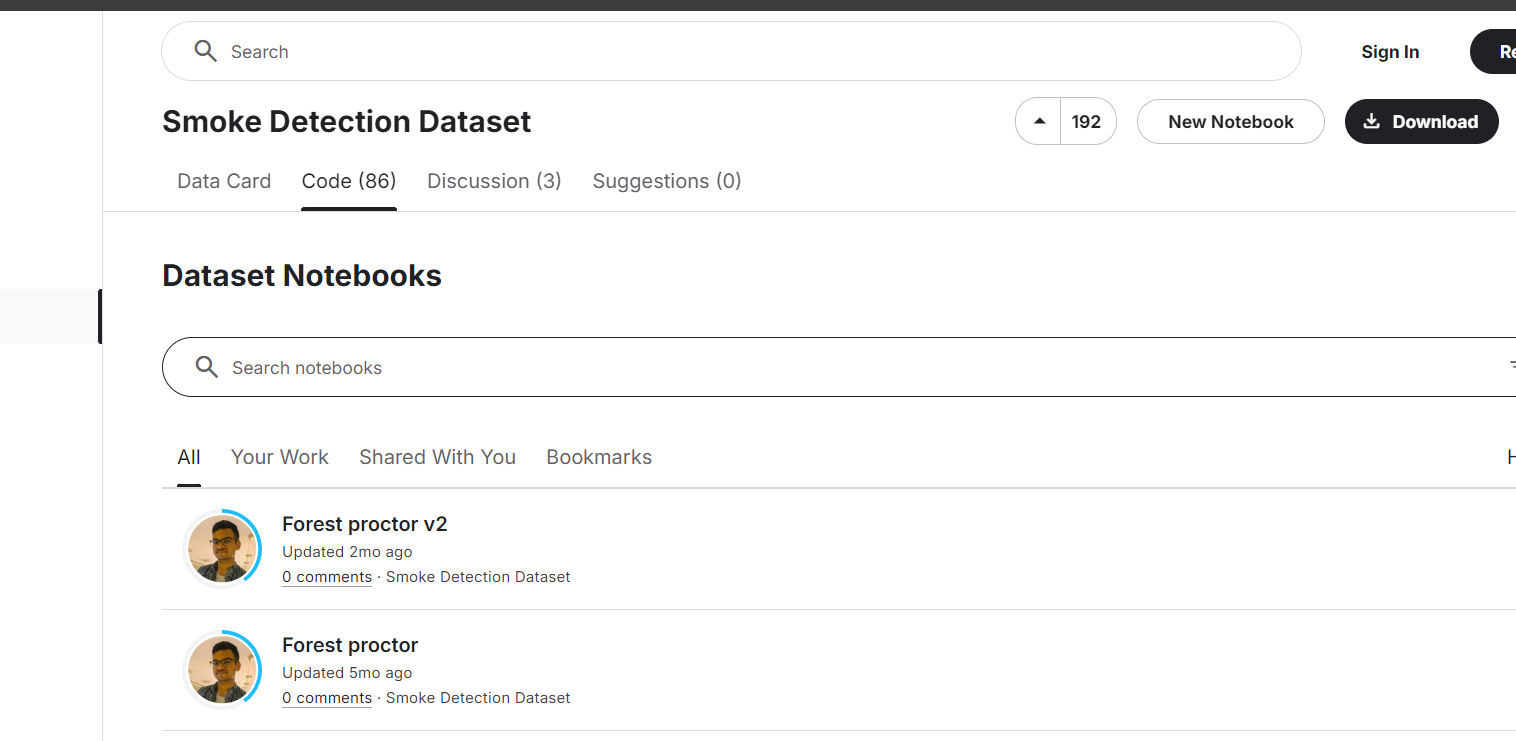 Search
Sign In
Smoke Detection Dataset
192
New Notebook
Download
Data Card
Code (86)
Discussion (3)
Suggestions (0)
Dataset Notebooks
Search notebooks
All
Your Work
Shared With You
Bookmarks
Forest proctor v2
Updated 2mo ago
0 comments · Smoke Detection Dataset
Forest proctor
Updated 5mo ago
0 comments · Smoke Detection Dataset